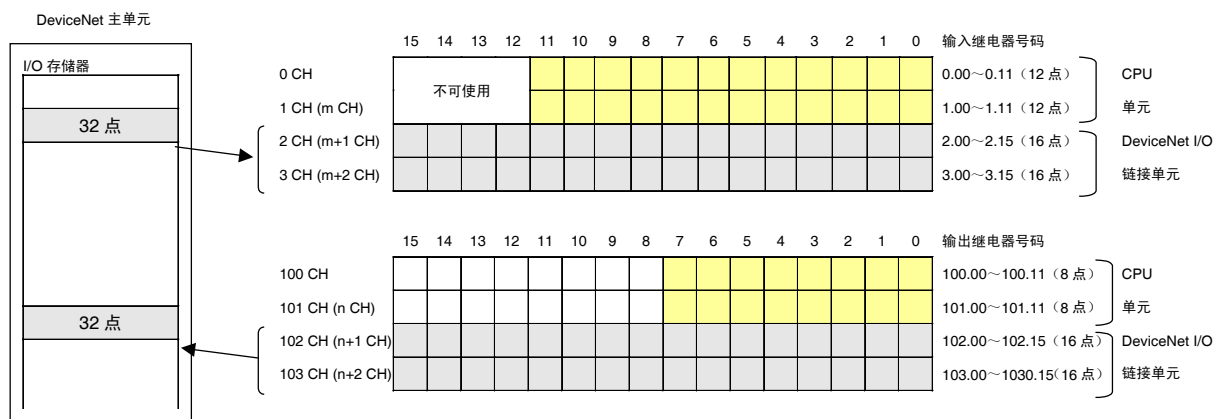 DeviceNet 主单元
I/O 存储器
32 点
32 点
15 14 13 12 11 10 9 8 7 6 5 4 3 2 1 0 输入继电器号码
0 CH 不可使用 0.00～0.11（12 点） CPU
1 CH (m CH) 1.00～1.11（12 点） 单元
2 CH (m+1 CH) 2.00～2.15（16 点） DeviceNet I/O
3 CH (m+2 CH) 3.00～3.15（16 点） 链接单元
15 14 13 12 11 10 9 8 7 6 5 4 3 2 1 0 输出继电器号码
100 CH 100.00～100.11（8 点） CPU
101 CH (n CH) 101.00～101.11（8 点） 单元
102 CH (n+1 CH) 102.00～102.15（16 点） DeviceNet I/O
103 CH (n+2 CH) 103.00～1030.15（16 点） 链接单元